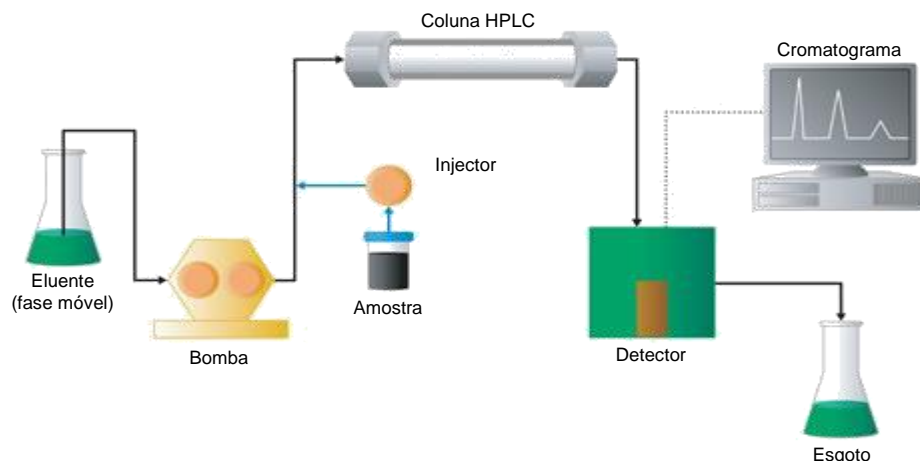 Coluna HPLC
Cromatograma
Injector
Eluente
(fase móvel)
Amostra
Bomba
Detector
Esgoto